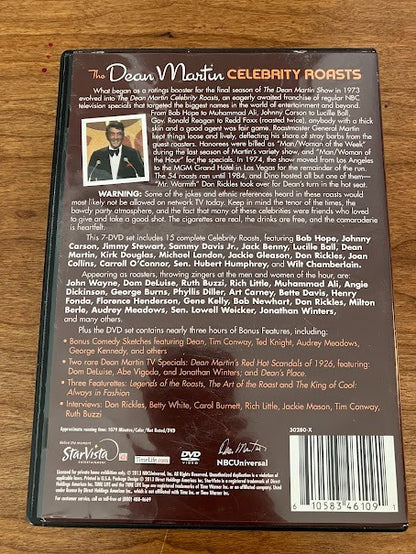 The Dean Martin CELEBRITY ROASTS
What began as a ratings booster for the final season of The Dean Martin Show in 1973
evolved into The Dean Martin Celebrity Roasts, an eagerly awaited franchise of regular NBC
television specials that targeted the biggest names in the world of entertainment and beyond.
From Bob Hope to Muhammad Ali, Johnny Carson to Lucille Ball,
Gov. Ronald Reagan to Redd Foxx (roasted twice), anybody with a thick
skin and a good agent was fair game. Roastmaster General Martin
kept things loose and lively, deflecting his share of stray barbs from the
guest roasters. Honorees were billed as "Man/Woman of the Week"
during the last season of Martin's variety show, and "Man/Woman of
the Hour" for the specials. In 1974, the show moved from Los Angeles
to the MGM Grand Hotel in Las Vegas for the remainder of the run.
The 54 roasts ran until 1984, and Dino hosted all but one of them—
"Mr. Warmth" Don Rickles took over for Dean's turn in the hot seat.
WARNING: Some of the jokes and ethnic references heard in these roasts would
most likely not be allowed on network TV today. Keep in mind the tenor of the times, the
bawdy party atmosphere, and the fact that many of these celebrities were friends who loved
to give and take a good shot. The cigarettes are real, the drinks are free, and the camaraderie
is heartfelt.
This 7-DVD set includes 15 complete Celebrity Roasts, featuring Bob Hope, Johnny
Carson, Jimmy Stewart, Sammy Davis Jr., Jack Benny, Lucille Ball, Dean
Martin, Kirk Douglas, Michael Landon, Jackie Gleason, Don Rickles, Joan
Collins, Carroll O'Connor, Sen. Hubert Humphrey, and Wilt Chamberlain.
Appearing as roasters, throwing zingers at the men and women of the hour, are:
John Wayne, Dom DeLuise, Ruth Buzzi, Rich Little, Muhammad Ali, Angie
Dickinson, George Burns, Phyllis Diller, Art Carney, Bette Davis, Henry
Fonda, Florence Henderson, Gene Kelly, Bob Newhart, Don Rickles, Milton
Berle, Audrey Meadows, Sen. Lowell Weicker, Jonathan Winters,
and many others.
Plus the DVD set contains nearly three hours of Bonus Features, including:
• Bonus Comedy Sketches featuring Dean, Tim Conway, Ted Knight, Audrey Meadows,
George Kennedy, and others
• Two rare Dean Martin TV Specials: Dean Martin's Red Hot Scandals of 1926, featuring:
Dom DeLuise, Abe Vigoda, and Jonathan Winters; and Dean's Place.
• Three Featurettes: Legends of the Roasts, The Art of the Roast and The King of Cool:
Always in Fashion
• Interviews: Don Rickles, Betty White, Carol Burnett, Rich Little, Jackie Mason, Tim Conway,
Ruth Buzzi
Approximate running time: 1079 Minutes/Color/Not Rated/DVD
30280-X
define the moment
StarVista
ENTERTAINMENT
TimeLife.com
DVD
VIDEO
Dean Martin
NBCUniversal
6 10583 46109 1